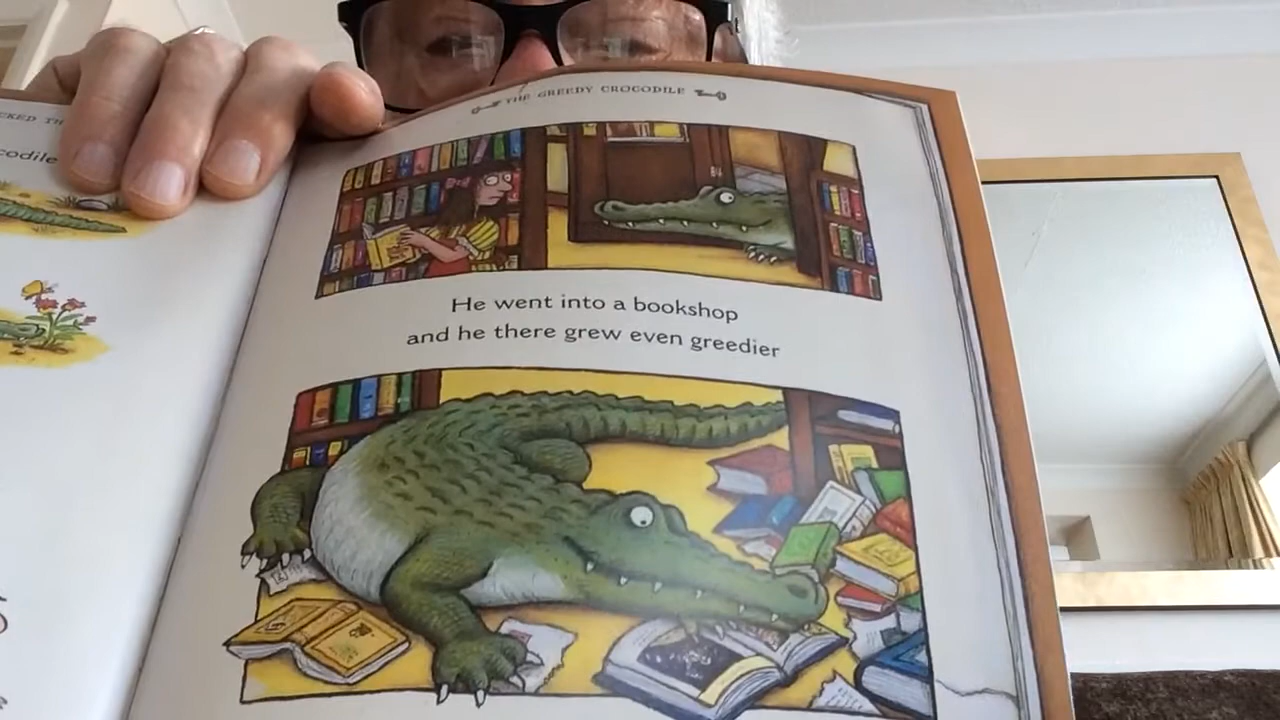 THE GREEDY CROCODILE
He went into a bookshop
and he there grew even greedier